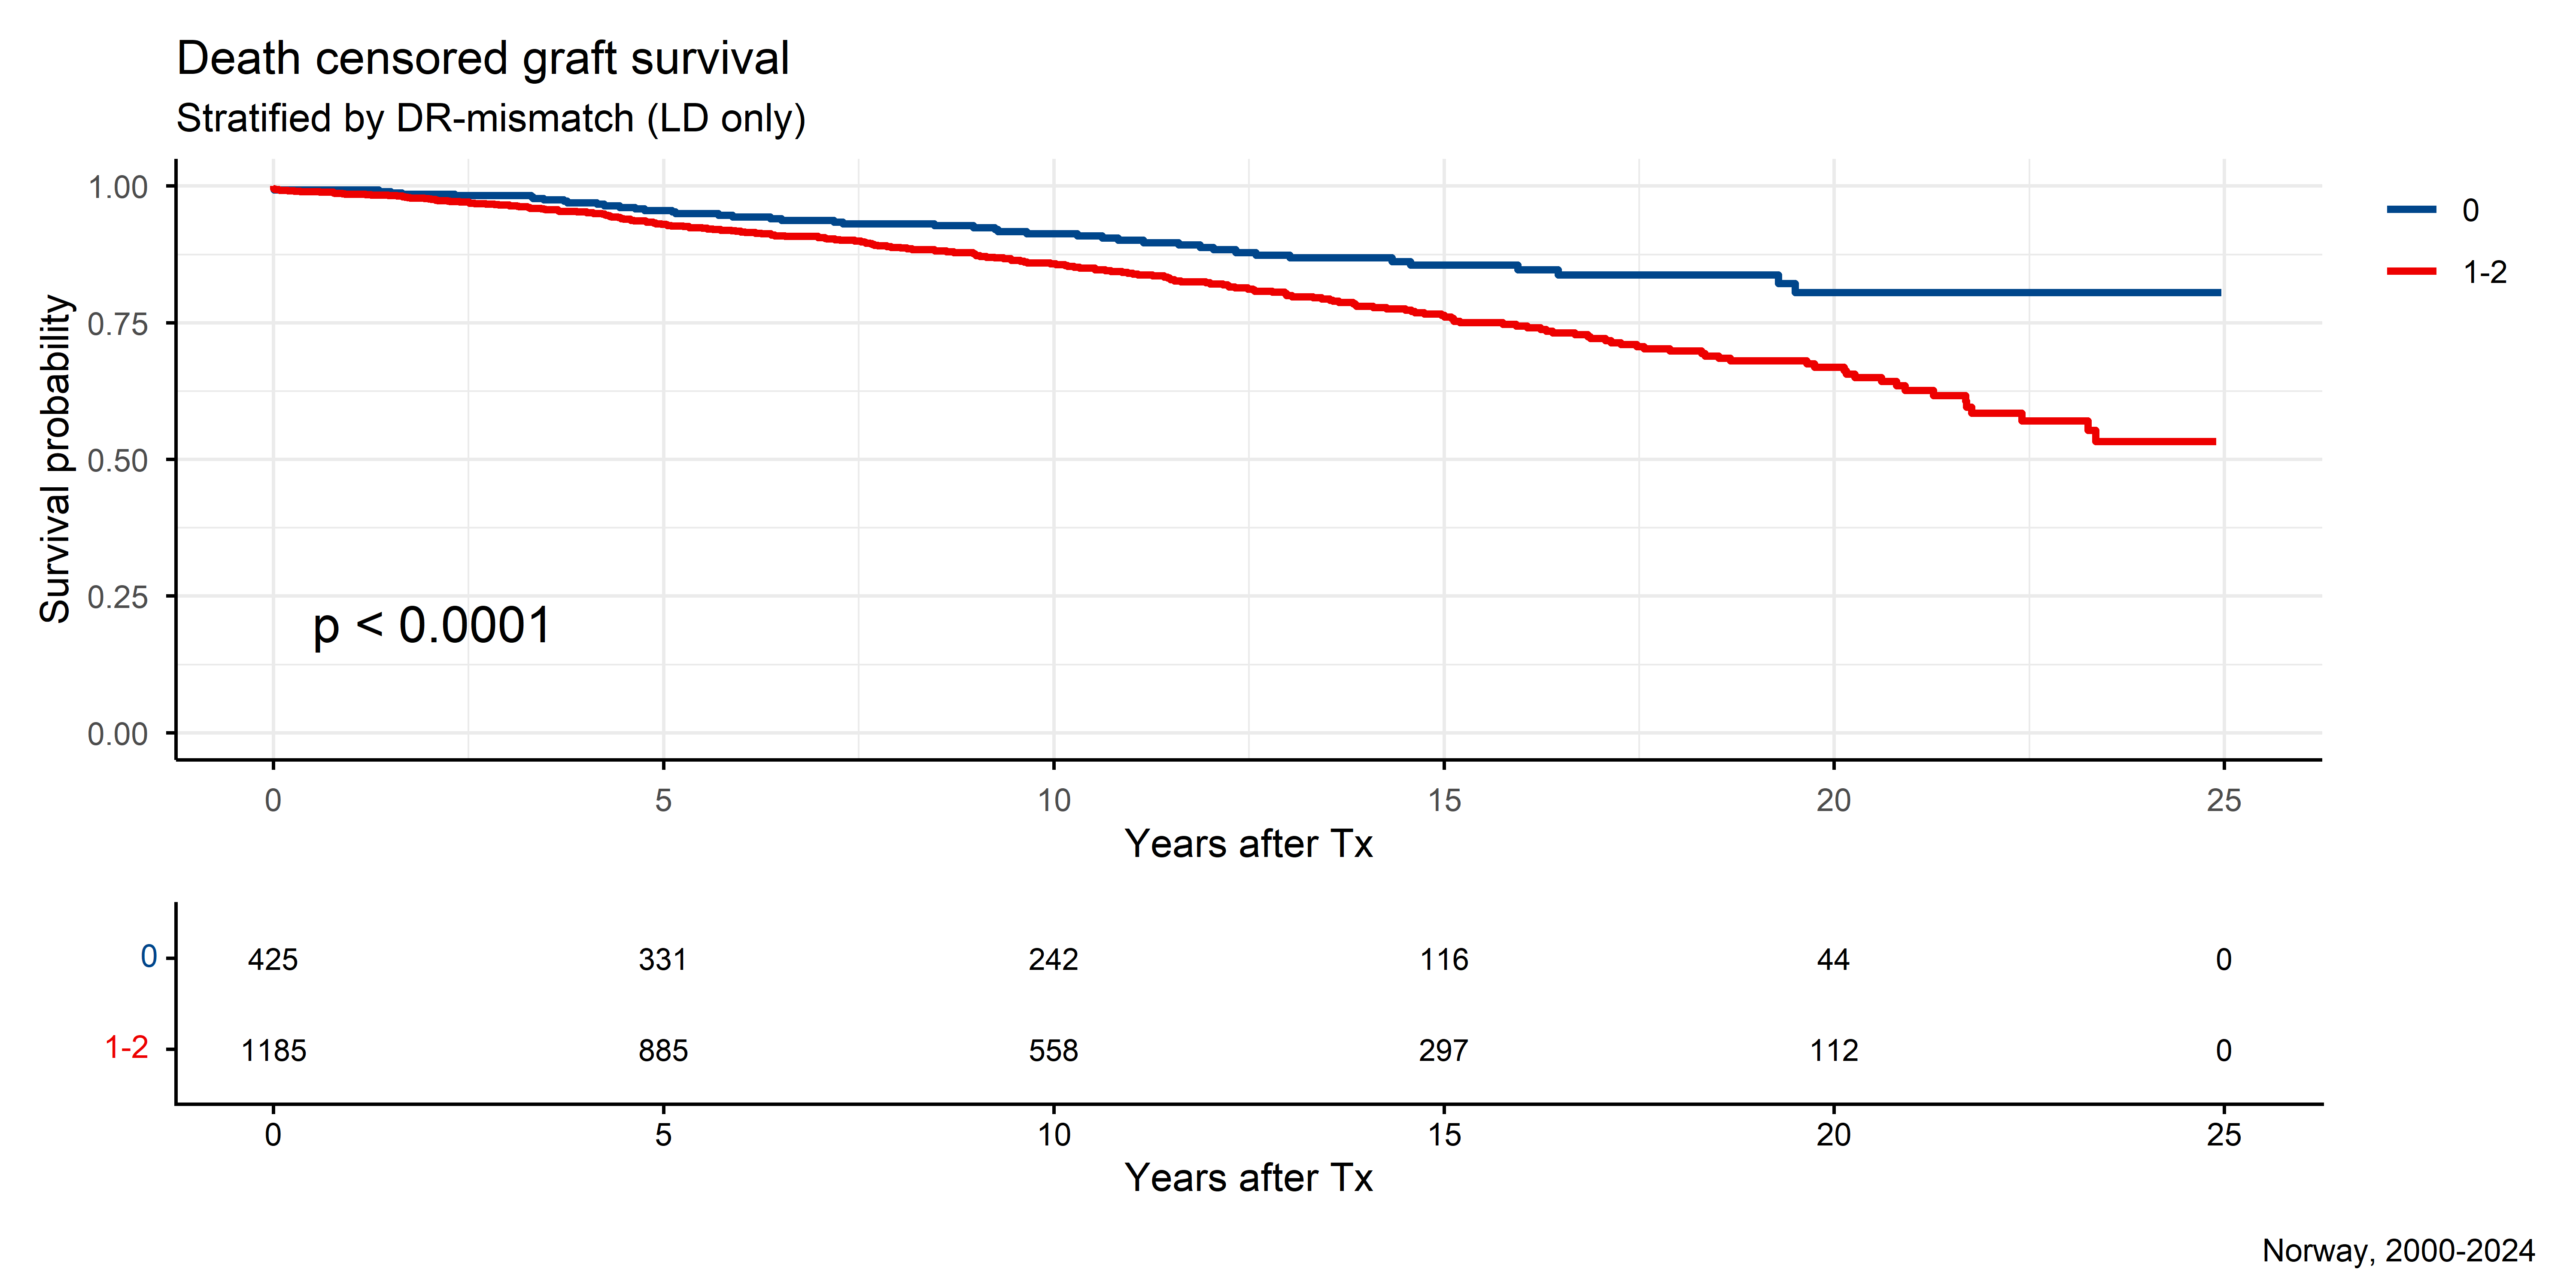 Death censored graft survival
Stratified by DR-mismatch (LD only)
Survival probability
1.00
0.75
0.50
0.25
0.00
p < 0.0001
0
1-2
0 5 10 15 20 25
Years after Tx
0 425 331 242 116 44 0
1-2 1185 885 558 297 112 0
0 5 10 15 20 25
Years after Tx
Norway, 2000-2024